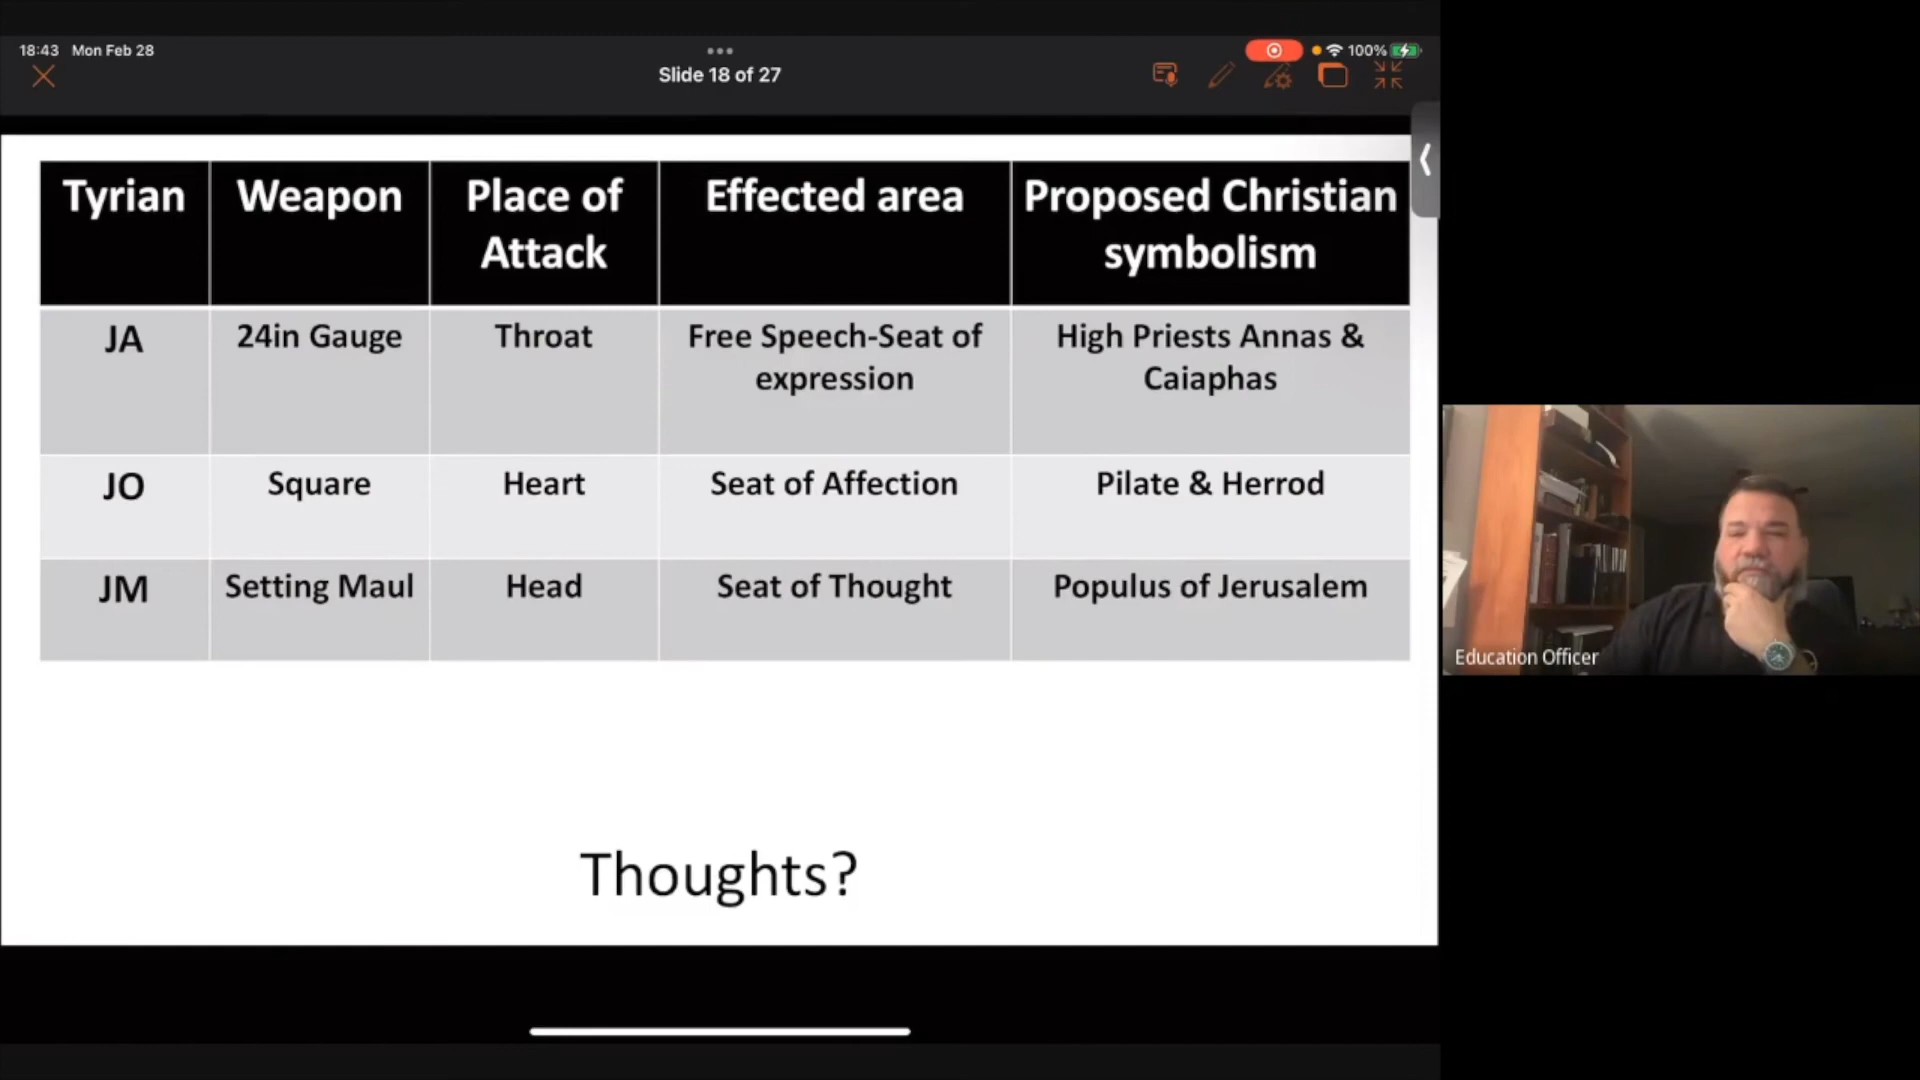 18:43 Mon Feb 28
100%
Slide 18 of 27
Tyrian
Weapon
Place of
Attack
Effected area
Proposed Christian
symbolism
JA
24in Gauge
Throat
Free Speech-Seat of
expression
High Priests Annas &
Caiaphas
JO
Square
Heart
Seat of Affection
Pilate & Herrod
JM
Setting Maul
Head
Seat of Thought
Populus of Jerusalem
Thoughts?
Education Officer